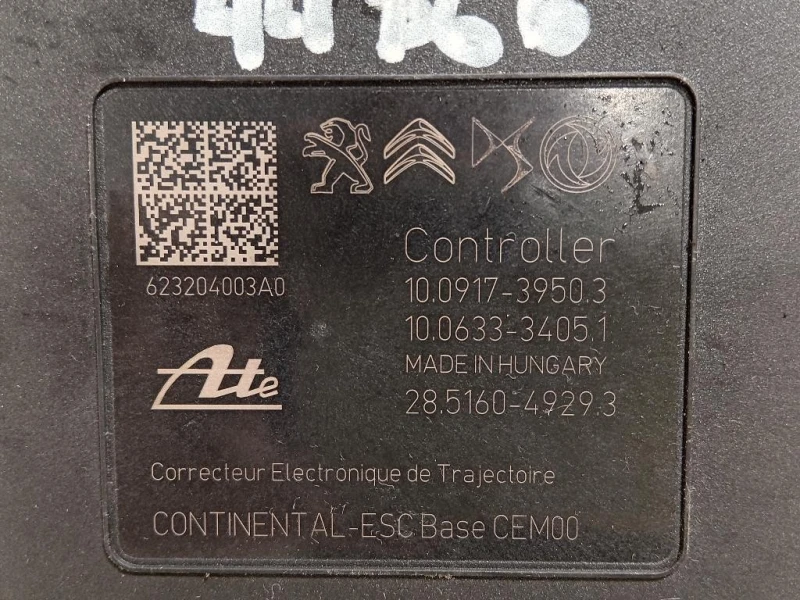 623204003A0
Controller
10.0917-3950.3
10.0633-3405.1
MADE IN HUNGARY
28.5160-4929.3
Ate
Correcteur Electronique de Trajectoire
CONTINENTAL-ESC Base CEM00